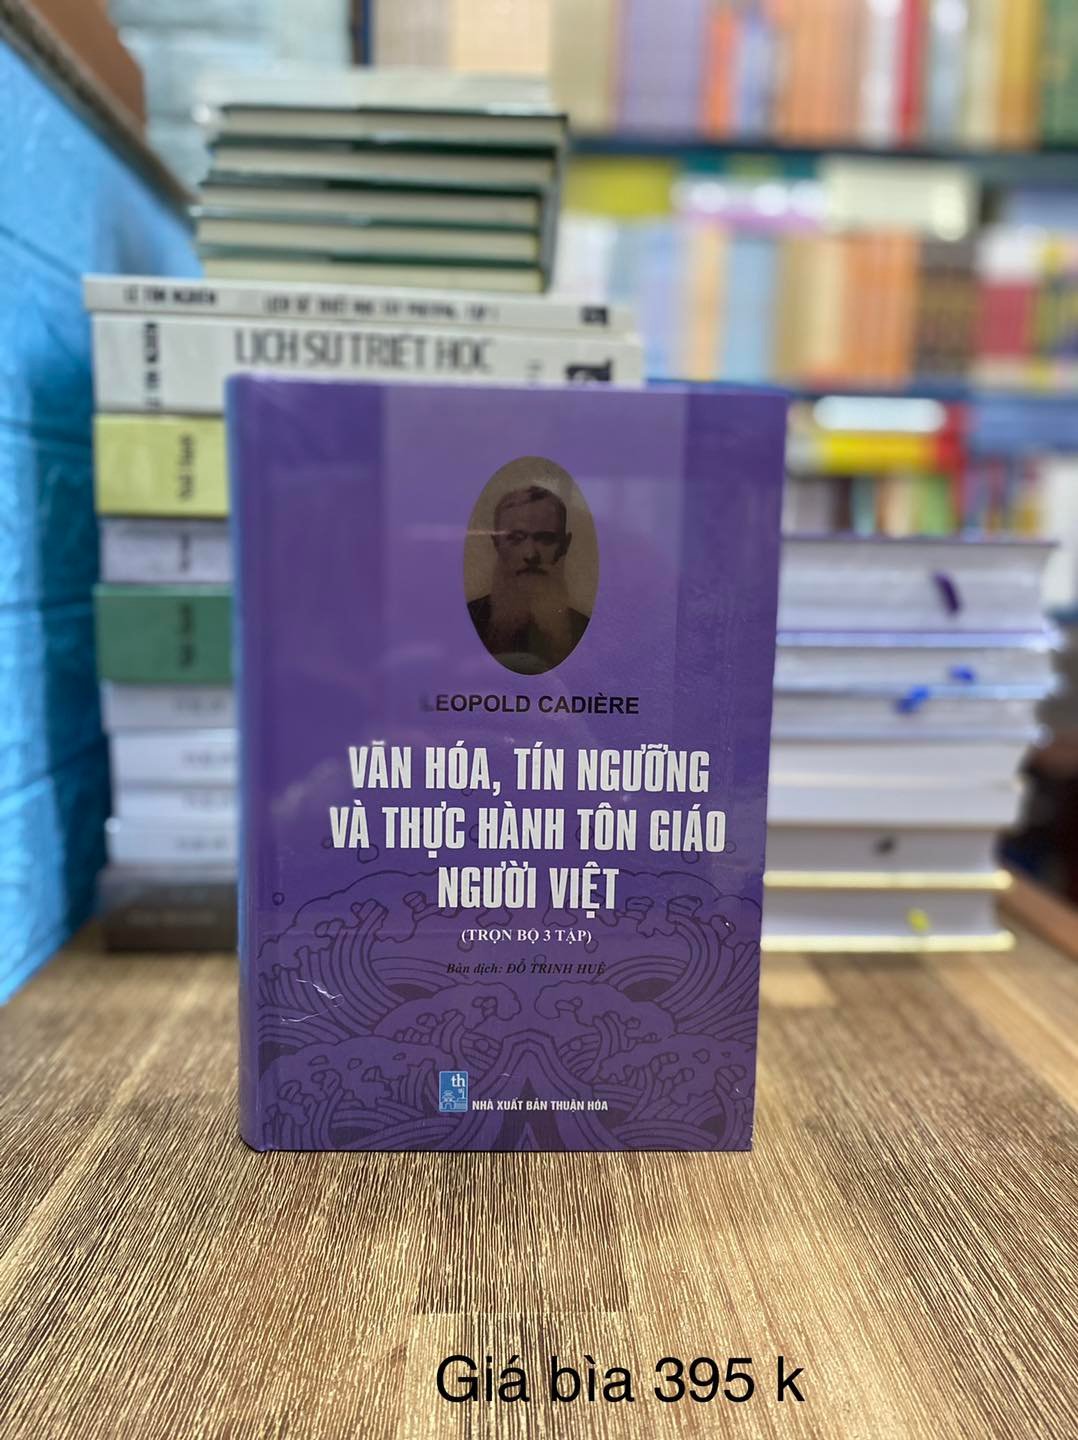 LỊCH SỬ TRIẾT HỌC
LEOPOLD CADIÈRE
VĂN HÓA, TÍN NGƯỠNG
VÀ THỰC HÀNH TÔN GIÁO
NGƯỜI VIỆT
(TRỌN BỘ 3 TẬP)
Bản dịch: ĐỖ TRINH HUỆ
th
NHÀ XUẤT BẢN THUẬN HÓA
Giá bìa 395 k